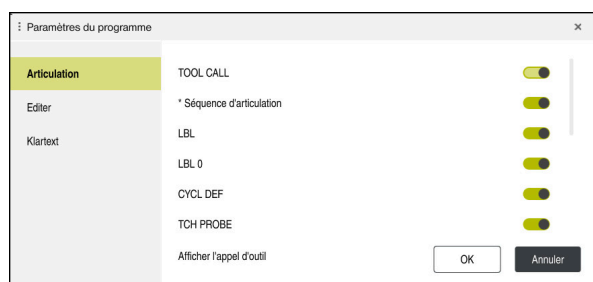 Paramètres du programme
Articulation
Editer
Klartext
TOOL CALL
* Séquence d'articulation
LBL
LBL 0
CYCL DEF
TCH PROBE
Afficher l'appel d'outil
OK
Annuler